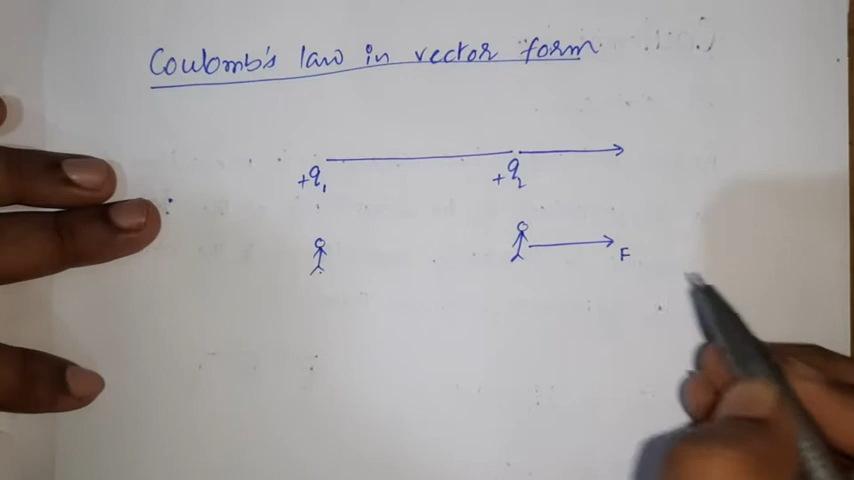 Coulomb's law in vector form
+q₁ +q₂
F